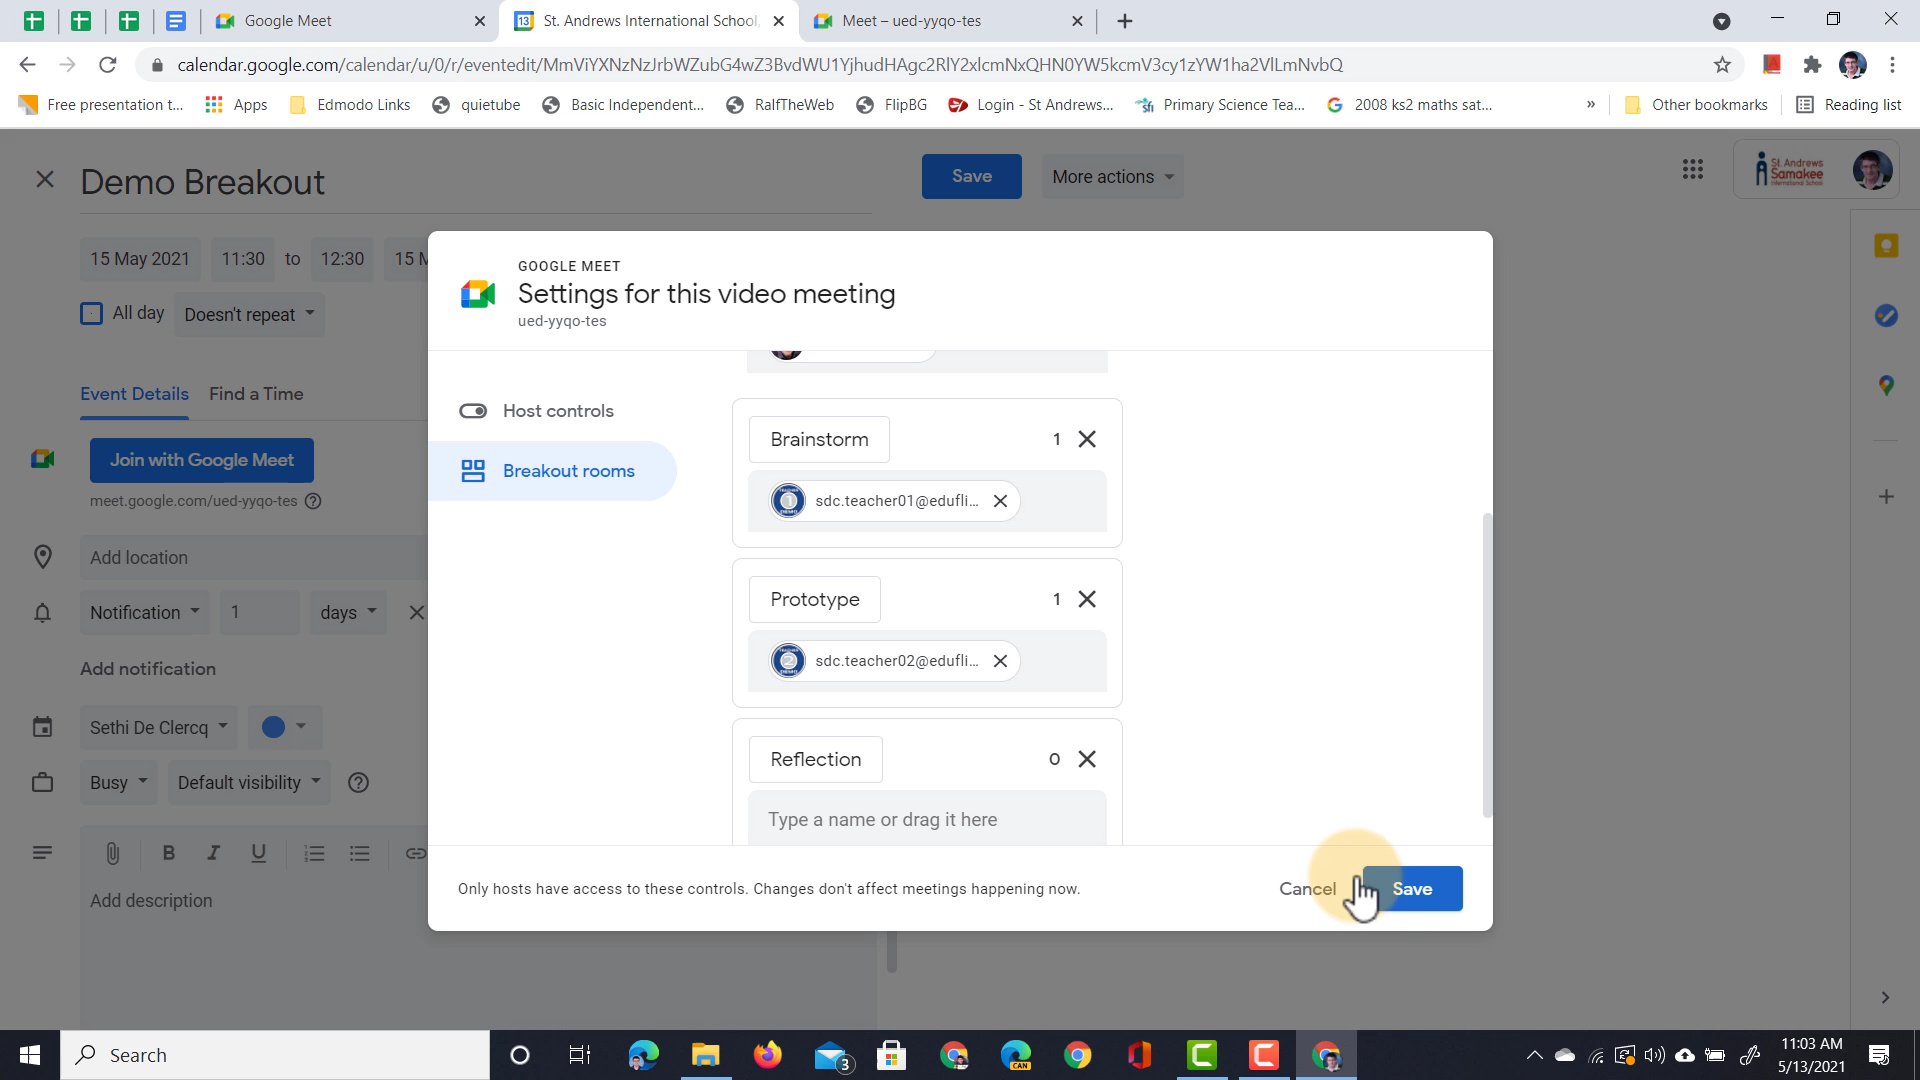 Google Meet
St. Andrews International School,
Meet – ued-yyqo-tes
Free presentation t...
Apps
Edmodo Links
quietube
Basic Independent...
RalfTheWeb
FlipBG
Login - St Andrews...
Primary Science Tea...
2008 ks2 maths sat...
»
Other bookmarks
Reading list
Demo Breakout
Save
More actions
St. Andrews
Samakee
International School
15 May 2021
11:30
to
12:30
15 M
All day
Doesn't repeat
Event Details
Find a Time
Join with Google Meet
meet.google.com/ued-yyqo-tes
Add location
Notification
1
days
Add notification
Sethi De Clercq
Busy
Default visibility
B
I
U
Add description
GOOGLE MEET
Settings for this video meeting
ued-yyqo-tes
Host controls
Breakout rooms
Brainstorm
1
sdc.teacher01@edufli...
Prototype
1
sdc.teacher02@edufli...
Reflection
0
Type a name or drag it here
Only hosts have access to these controls. Changes don't affect meetings happening now.
Cancel
Save
Search
3
CAN
11:03 AM
5/13/2021